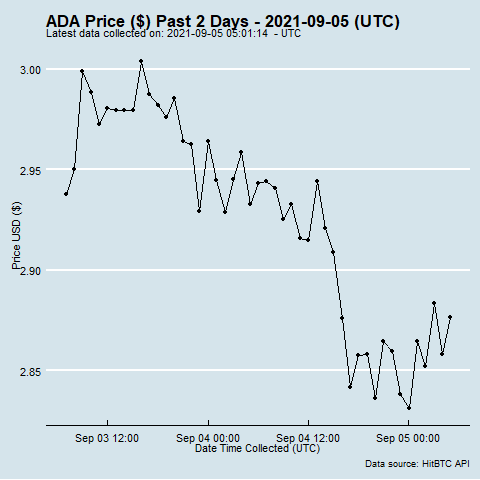 ADA Price ($) Past 2 Days - 2021-09-05 (UTC)
Latest data collected on: 2021-09-05 05:01:14 - UTC
3.00
2.95
2.90
2.85
Price USD ($)
Sep 03 12:00 Sep 04 00:00 Sep 04 12:00 Sep 05 00:00
Date Time Collected (UTC)
Data source: HitBTC API